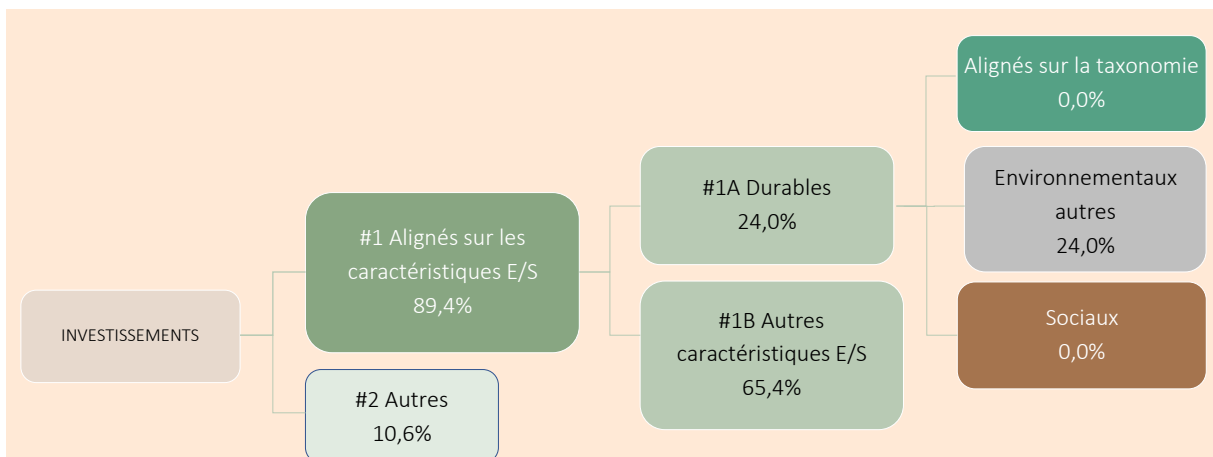 INVESTISSEMENTS
#1 Alignés sur les
caractéristiques E/S
89,4%
#2 Autres
10,6%
#1A Durables
24,0%
#1B Autres
caractéristiques E/S
65,4%
Alignés sur la taxonomie
0,0%
Environnementaux
autres
24,0%
Sociaux
0,0%